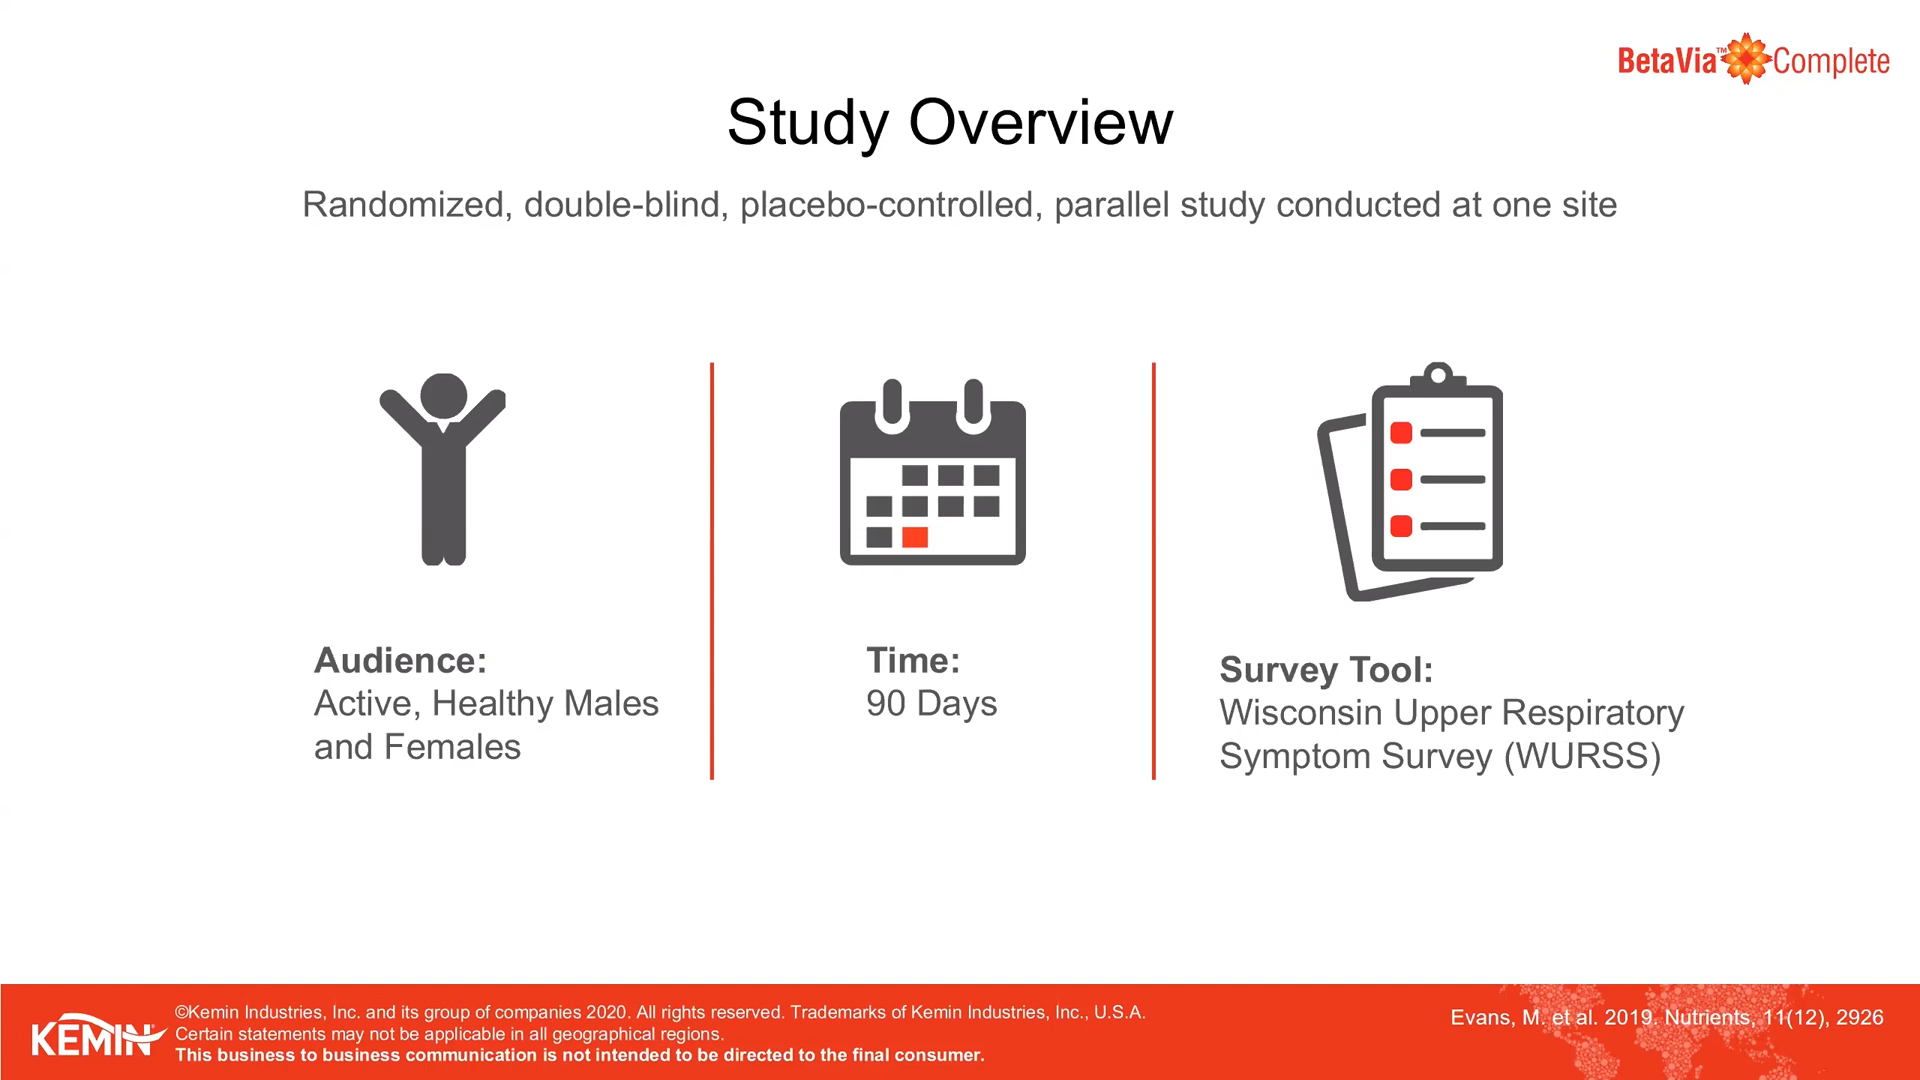 BetaVia™ Complete
Study Overview
Randomized, double-blind, placebo-controlled, parallel study conducted at one site
Audience:
Active, Healthy Males
and Females
Time:
90 Days
Survey Tool:
Wisconsin Upper Respiratory
Symptom Survey (WURSS)
KEMIN®
©Kemin Industries, Inc. and its group of companies 2020. All rights reserved. Trademarks of Kemin Industries, Inc., U.S.A.
Certain statements may not be applicable in all geographical regions.
This business to business communication is not intended to be directed to the final consumer.
Evans, M. et al. 2019. Nutrients, 11(12), 2926